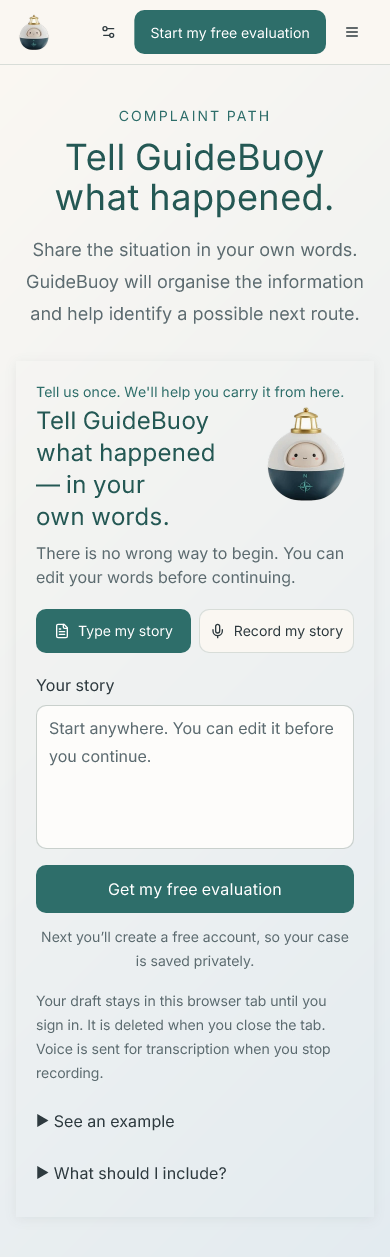 Start my free evaluation
COMPLAINT PATH
Tell GuideBuoy
what happened.
Share the situation in your own words.
GuideBuoy will organise the information
and help identify a possible next route.
Tell us once. We'll help you carry it from here.
Tell GuideBuoy
what happened
— in your
own words.
There is no wrong way to begin. You can
edit your words before continuing.
Type my story
Record my story
Your story
Start anywhere. You can edit it before
you continue.
Get my free evaluation
Next you’ll create a free account, so your case
is saved privately.
Your draft stays in this browser tab until you
sign in. It is deleted when you close the tab.
Voice is sent for transcription when you stop
recording.
See an example
What should I include?